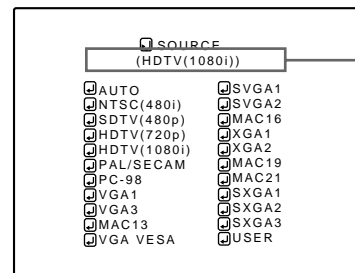 SOURCE
(HDTV(1080i))
AUTO
NTSC(480i)
SDTV(480p)
HDTV(720p)
HDTV(1080i)
PAL/SECAM
PC-98
VGA1
VGA3
MAC13
VGA VESA
SVGA1
SVGA2
MAC16
XGA1
XGA2
MAC19
MAC21
SXGA1
SXGA2
SXGA3
USER